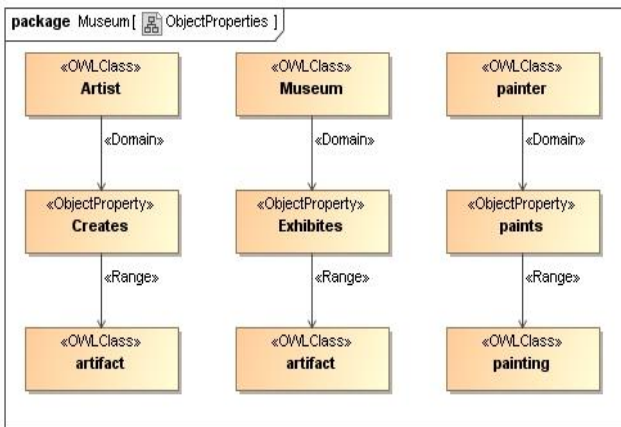 package Museum[ ObjectProperties ]
«OWLClass» «OWLClass» «OWLClass»
Artist Museum painter
«Domain» «Domain» «Domain»
«ObjectProperty» «ObjectProperty» «ObjectProperty»
Creates Exhibites paints
«Range» «Range» «Range»
«OWLClass» «OWLClass» «OWLClass»
artifact artifact painting